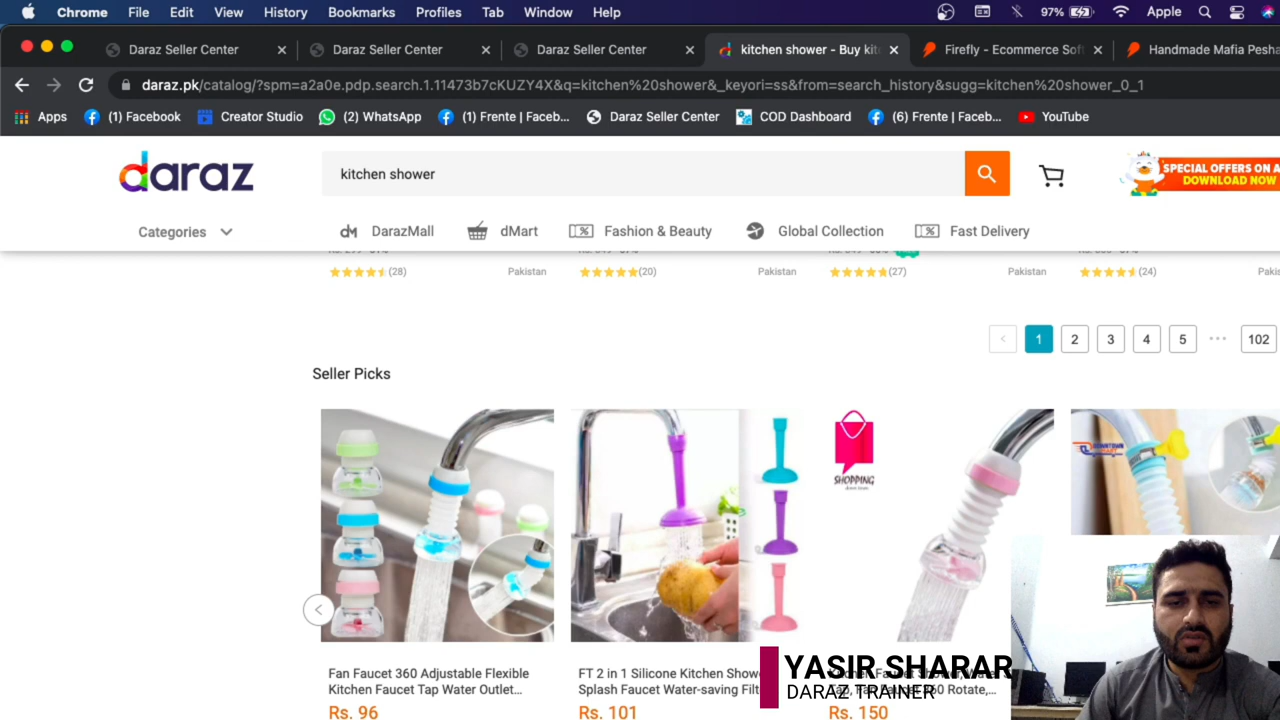 Chrome File Edit View History Bookmarks Profiles Tab Window Help 97% Apple
Daraz Seller Center Daraz Seller Center Daraz Seller Center kitchen shower - Buy kit Firefly - Ecommerce Sof Handmade Mafia Pesha
daraz.pk/catalog/?spm=a2a0e.pdp.search.1.11473b7cKUZY4X&q=kitchen%20shower&_keyori=ss&from=search_history&sugg=kitchen%20shower_0_1
Apps (1) Facebook Creator Studio (2) WhatsApp (1) Frente | Faceb... Daraz Seller Center COD Dashboard (6) Frente | Faceb... YouTube
daraz kitchen shower SPECIAL OFFERS ON A
DOWNLOAD NOW
Categories DarazMall dMart Fashion & Beauty Global Collection Fast Delivery
(28) Pakistan (20) Pakistan (27) Pakistan (24) Pakis
1 2 3 4 5 ... 102
Seller Picks
SHOPPING
Fan Faucet 360 Adjustable Flexible
Kitchen Faucet Tap Water Outlet...
Rs. 96
FT 2 in 1 Silicone Kitchen Showe
Splash Faucet Water-saving Filt
Rs. 101
Rs. 150
YASIR SHARAR
DARAZ TRAINER